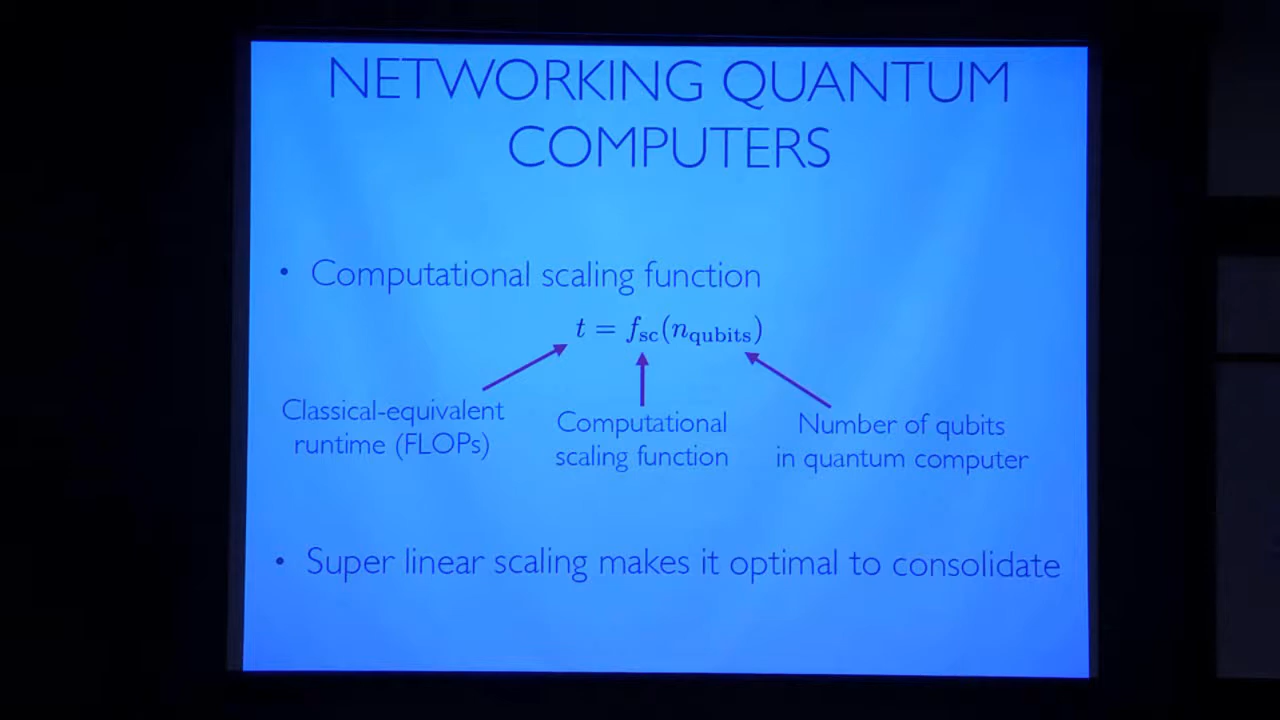 NETWORKING QUANTUM
COMPUTERS
• Computational scaling function
t = f_sc(n_qubits)
Classical-equivalent
runtime (FLOPs)
Computational
scaling function
Number of qubits
in quantum computer
• Super linear scaling makes it optimal to consolidate